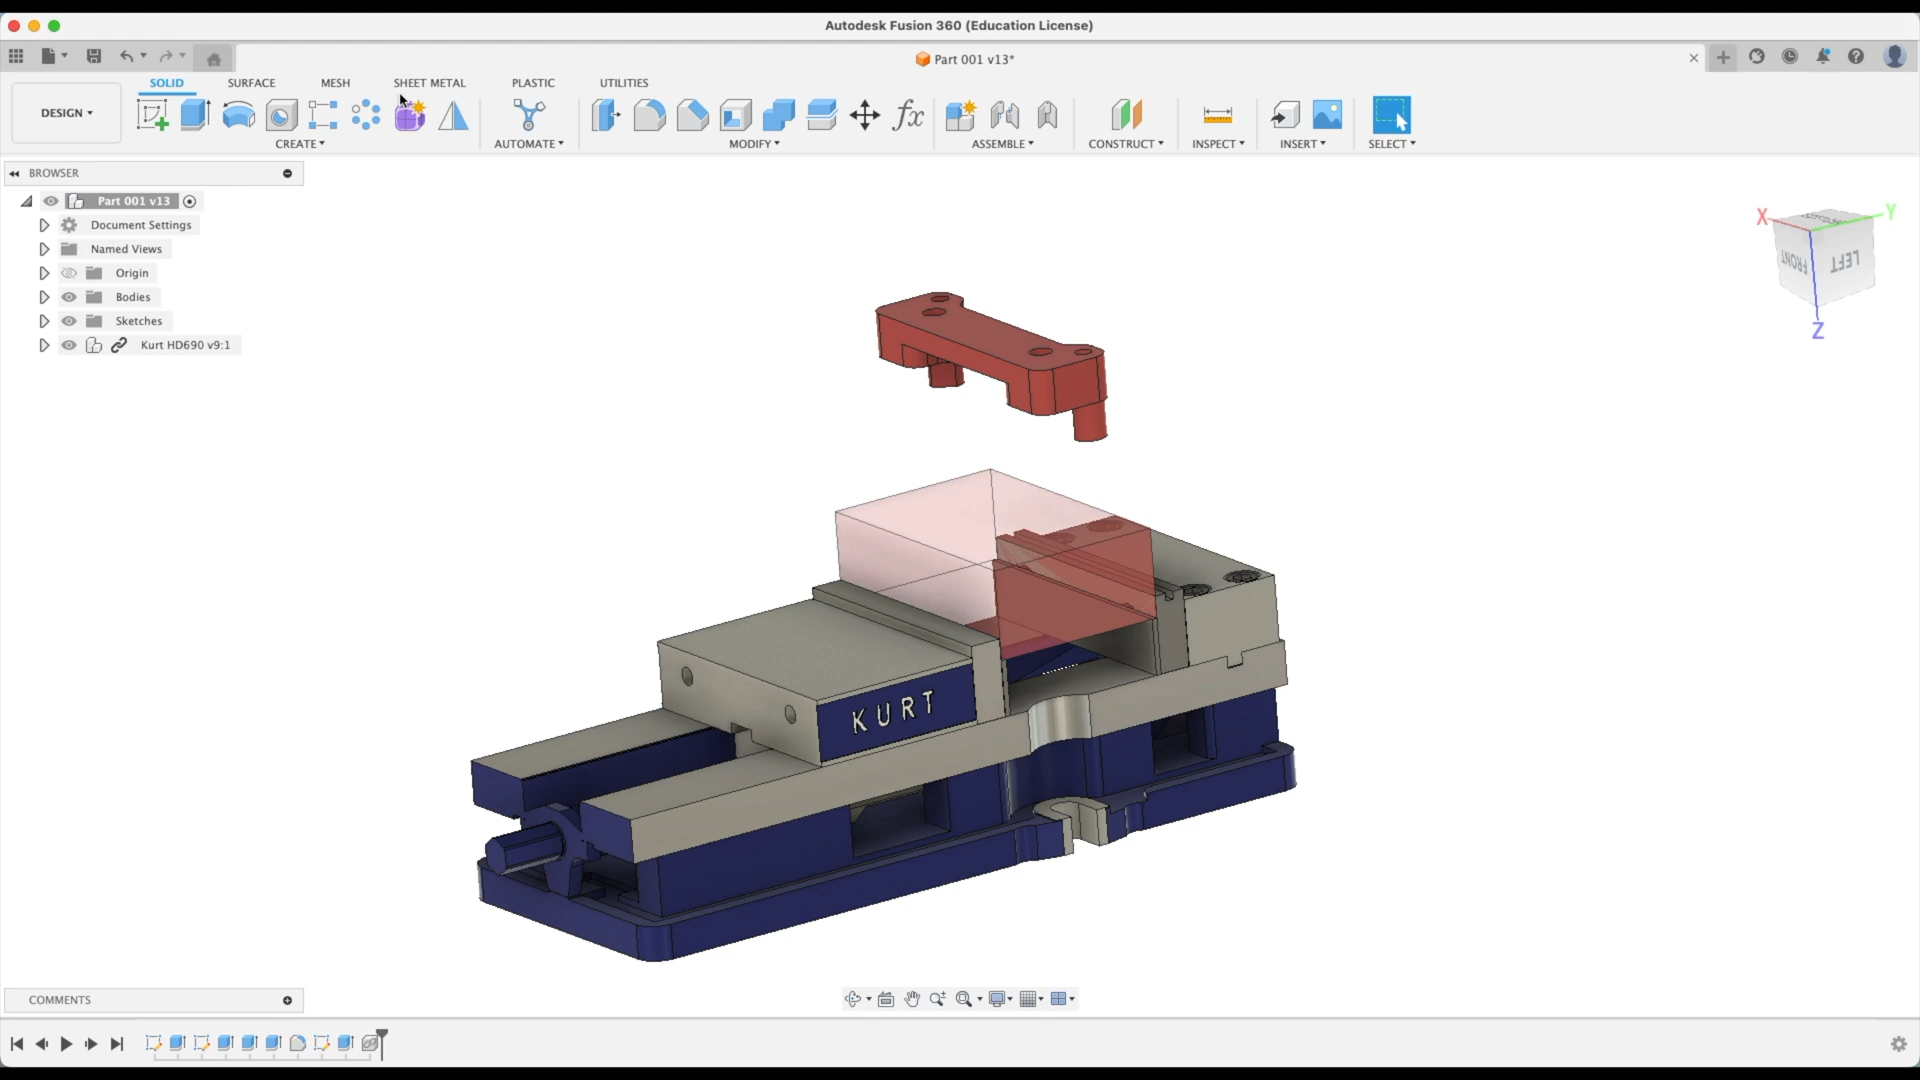 Autodesk Fusion 360 (Education License)
Part 001 v13*
SOLID SURFACE MESH SHEET METAL PLASTIC UTILITIES
DESIGN
fx
CREATE AUTOMATE MODIFY ASSEMBLE CONSTRUCT INSPECT INSERT SELECT
BROWSER
Part 001 v13
Document Settings
Named Views
Origin
Bodies
Sketches
Kurt HD690 v9:1
X
Y
FRONT
LEFT
Z
KURT
COMMENTS